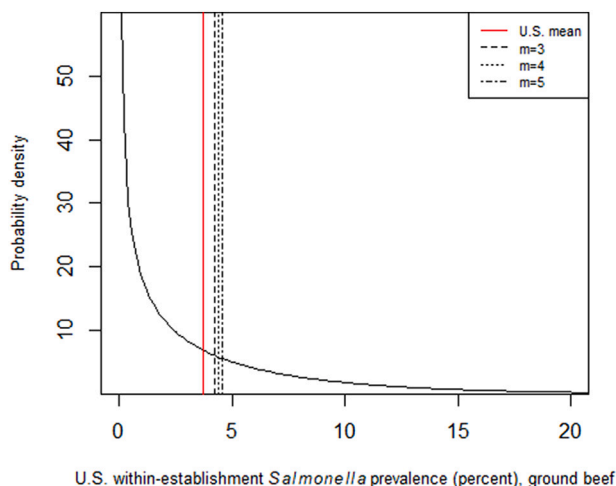 U.S. mean
m=3
m=4
m=5
Probability density
50
40
30
20
10
0
5
10
15
20
U.S. within-establishment Salmonella prevalence (percent), ground beef